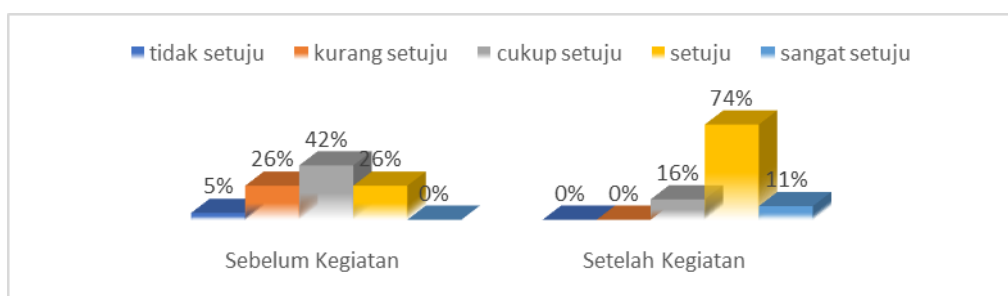 tidak setuju kurang setuju cukup setuju setuju sangat setuju
5% 26% 42% 26% 0%
0% 0% 16% 74% 11%
Sebelum Kegiatan Setelah Kegiatan